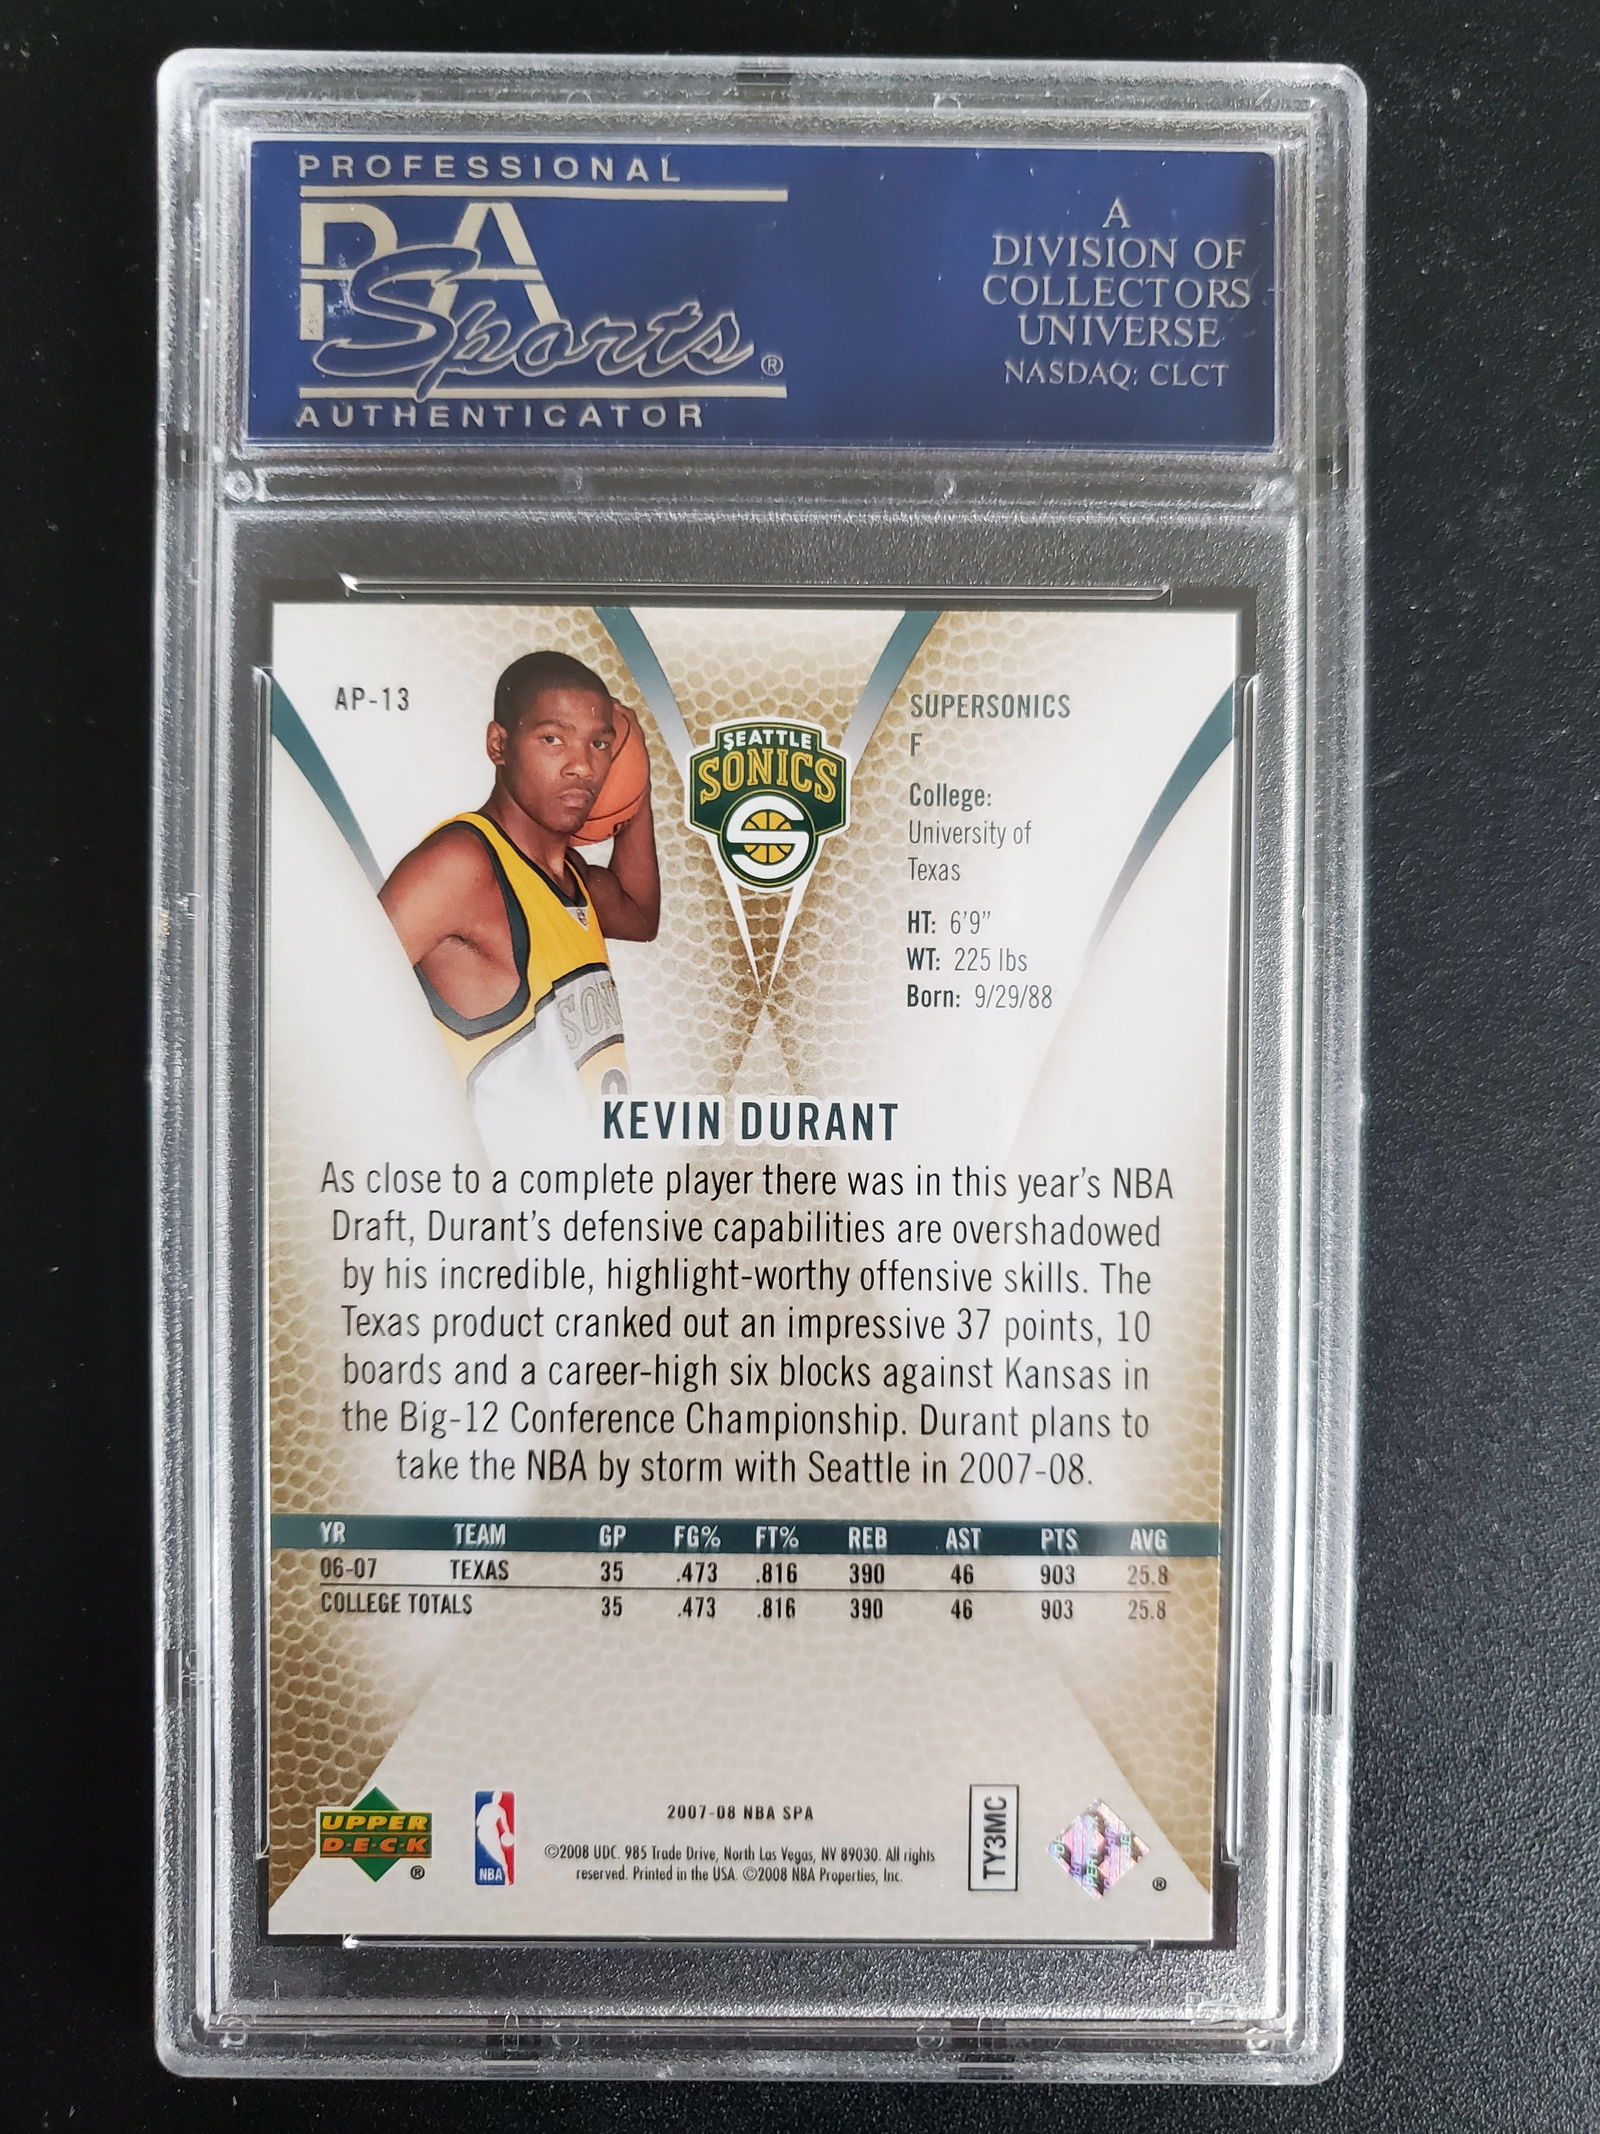 PROFESSIONAL
PSA
Sports®
AUTHENTICATOR
A
DIVISION OF
COLLECTORS
UNIVERSE
NASDAQ: CLCT
AP-13
SEATTLE
SONICS
SUPERSONICS
F
College:
University of
Texas
HT: 6'9"
WT: 225 lbs
Born: 9/29/88
SON
KEVIN DURANT
As close to a complete player there was in this year's NBA
Draft, Durant's defensive capabilities are overshadowed
by his incredible, highlight-worthy offensive skills. The
Texas product cranked out an impressive 37 points, 10
boards and a career-high six blocks against Kansas in
the Big-12 Conference Championship. Durant plans to
take the NBA by storm with Seattle in 2007-08.
YR TEAM GP FG% FT% REB AST PTS AVG
06-07 TEXAS 35 .473 .816 390 46 903 25.8
COLLEGE TOTALS 35 .473 .816 390 46 903 25.8
UPPER
D·E·C·K
®
NBA
2007-08 NBA SPA
©2008 UDC. 985 Trade Drive, North Las Vegas, NV 89030. All rights
reserved. Printed in the USA. ©2008 NBA Properties, Inc.
TY3MC
®